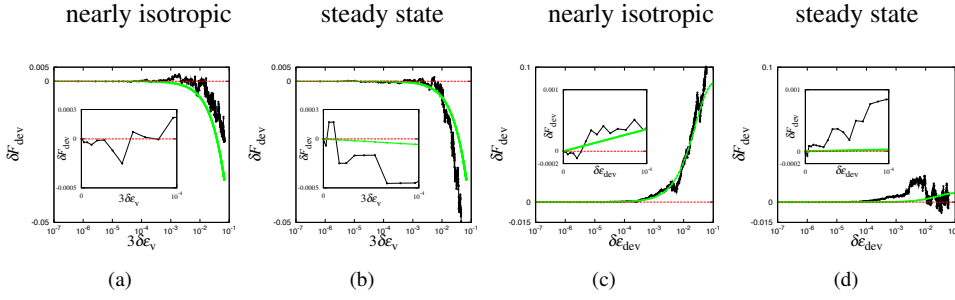 nearly isotropic
steady state
nearly isotropic
steady state
0.005
0
-0.05
δF_dev
10^-7 10^-6 10^-5 10^-4 10^-3 10^-2 10^-1
3δε_v
0.0003
0
-0.0005
δF_dev
0 10^-4
3δε_v
(a)
0.005
0
-0.05
δF_dev
10^-7 10^-6 10^-5 10^-4 10^-3 10^-2 10^-1
3δε_v
0.0003
0
-0.0005
δF_dev
0 10^-4
3δε_v
(b)
0.1
0
-0.015
δF_dev
10^-7 10^-6 10^-5 10^-4 10^-3 10^-2 10^-1
δε_dev
0.001
0
-0.0002
δF_dev
0 10^-4
δε_dev
(c)
0.1
0
-0.015
δF_dev
10^-7 10^-6 10^-5 10^-4 10^-3 10^-2 10^-1
δε_dev
0.001
0
-0.0002
δF_dev
0 10^-4
δε_dev
(d)